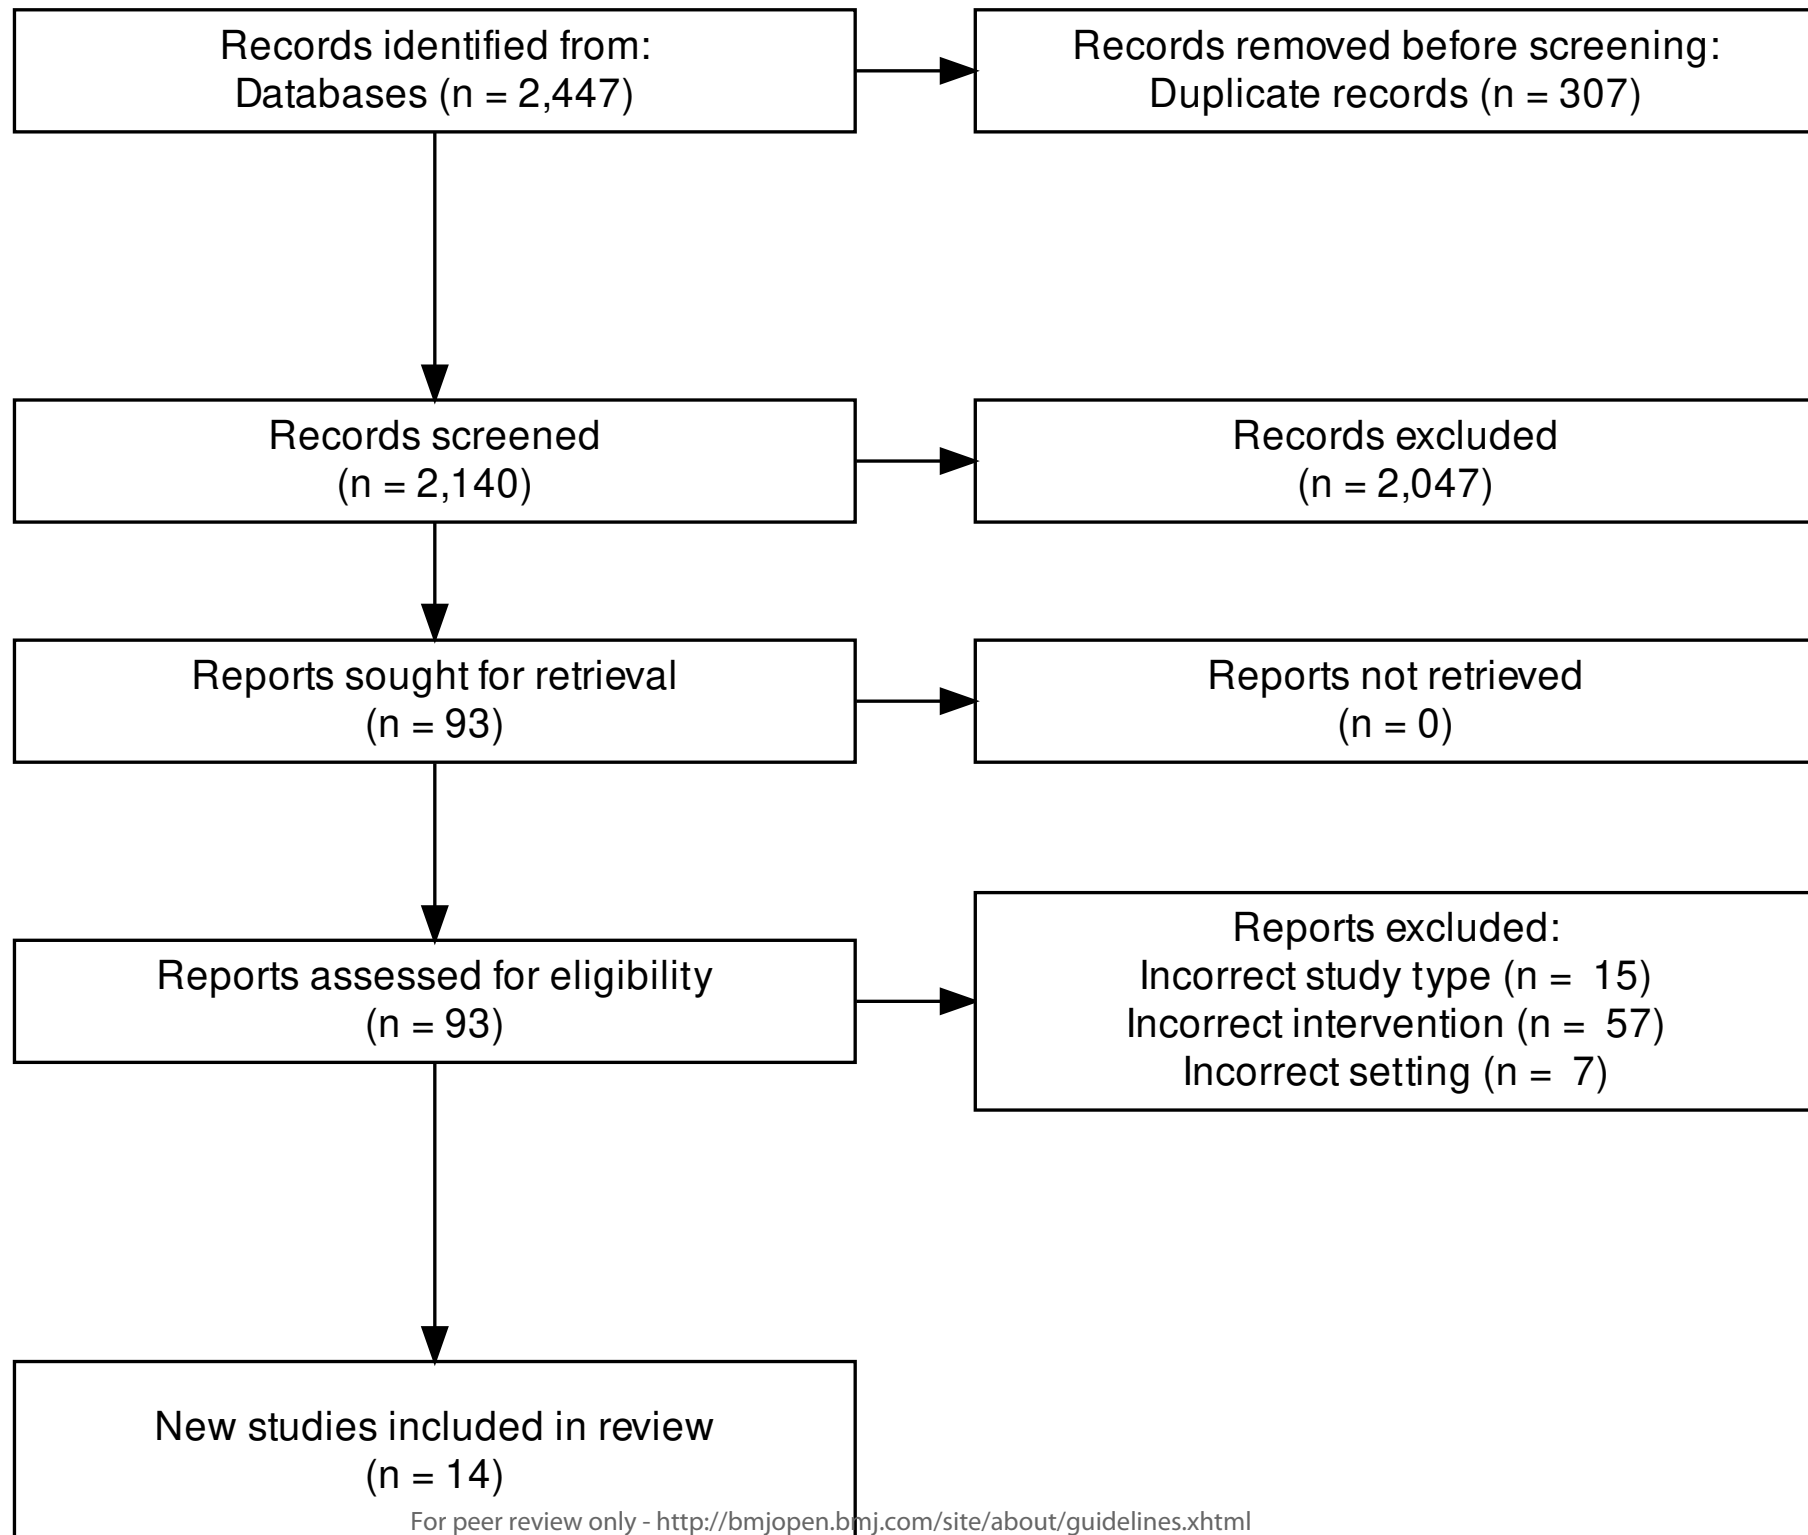 Records identified from:
Databases (n = 2,447)
Records removed before screening:
Duplicate records (n = 307)
Records screened
(n = 2,140)
Records excluded
(n = 2,047)
Reports sought for retrieval
(n = 93)
Reports not retrieved
(n = 0)
Reports assessed for eligibility
(n = 93)
Reports excluded:
Incorrect study type (n =  15)
Incorrect intervention (n =  57)
Incorrect setting (n =  7)
New studies included in review
(n = 14)
For peer review only - http://bmjopen.bmj.com/site/about/guidelines.xhtml